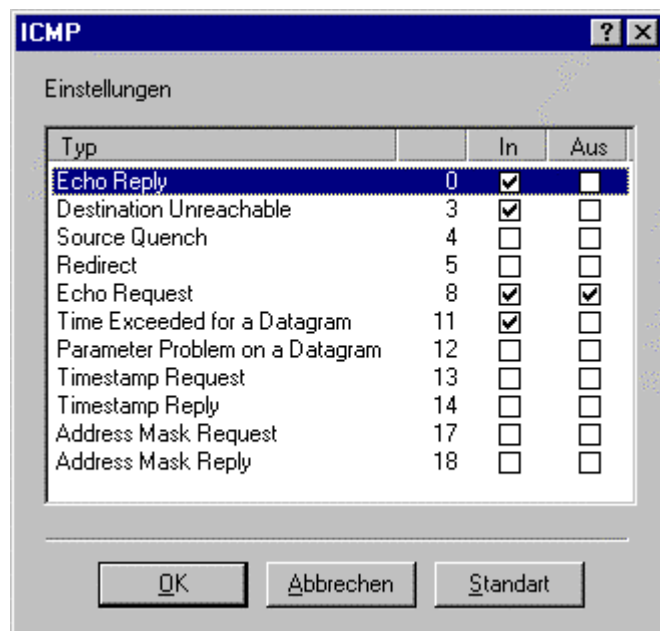 ICMP
Einstellungen
Typ In Aus
Echo Reply 0
Destination Unreachable 3
Source Quench 4
Redirect 5
Echo Request 8
Time Exceeded for a Datagram 11
Parameter Problem on a Datagram 12
Timestamp Request 13
Timestamp Reply 14
Address Mask Request 17
Address Mask Reply 18
OK Abbrechen Standart